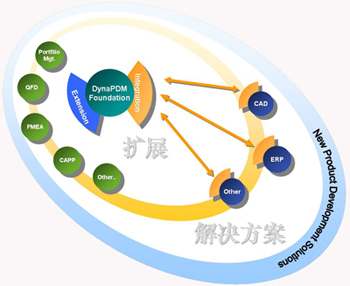 Portfilio
Mgt.
QFD
FMEA
CAPP
Other..
DynaPDM
Foundation
Extension
Integration
CAD
ERP
Other
扩展
解决方案
New Product Development Solutions